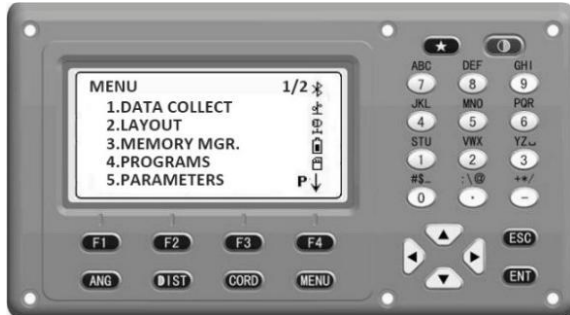 MENU 1/2
1.DATA COLLECT
2.LAYOUT
3.MEMORY MGR.
4.PROGRAMS
5.PARAMETERS P↓
F1 F2 F3 F4
ANG DIST CORD MENU
★
ABC DEF GHI
7 8 9
JKL MNO PQR
4 5 6
STU VWX YZ␣
1 2 3
#$_ :\@ +*/
0 . -
ESC
ENT